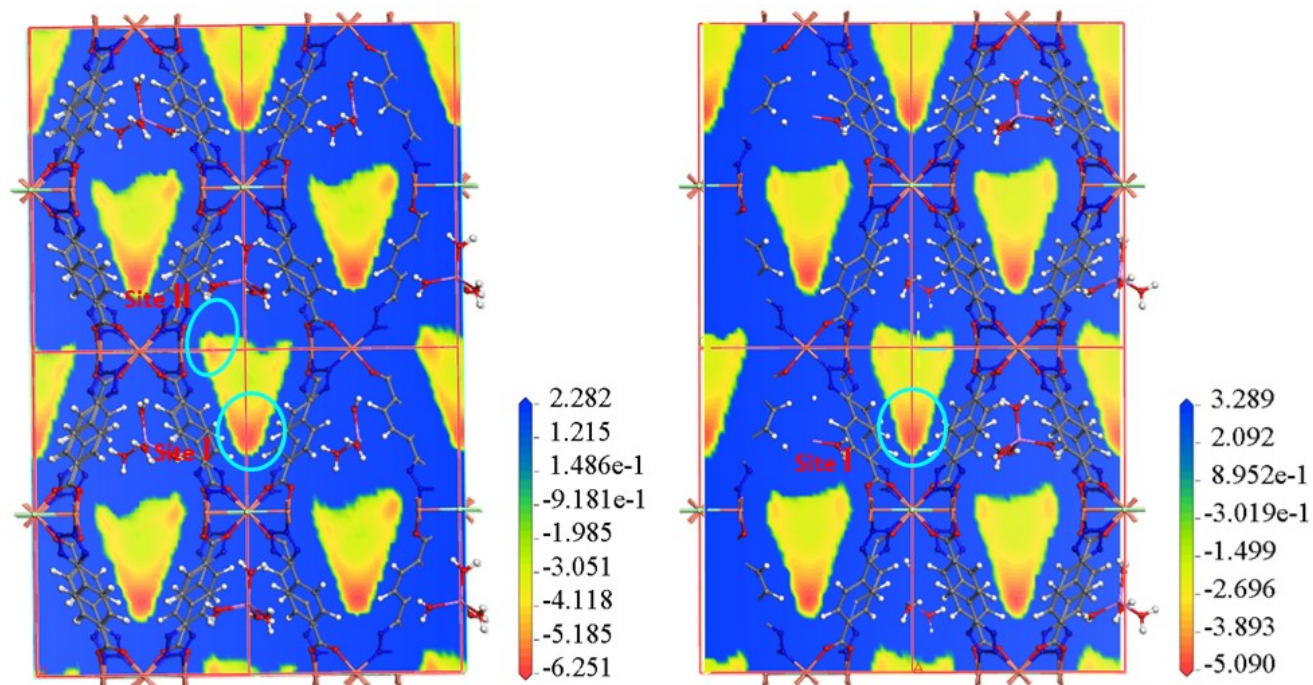 Site II
Site I
2.282
1.215
1.486e-1
-9.181e-1
-1.985
-3.051
-4.118
-5.185
-6.251
Site I
3.289
2.092
8.952e-1
-3.019e-1
-1.499
-2.696
-3.893
-5.090